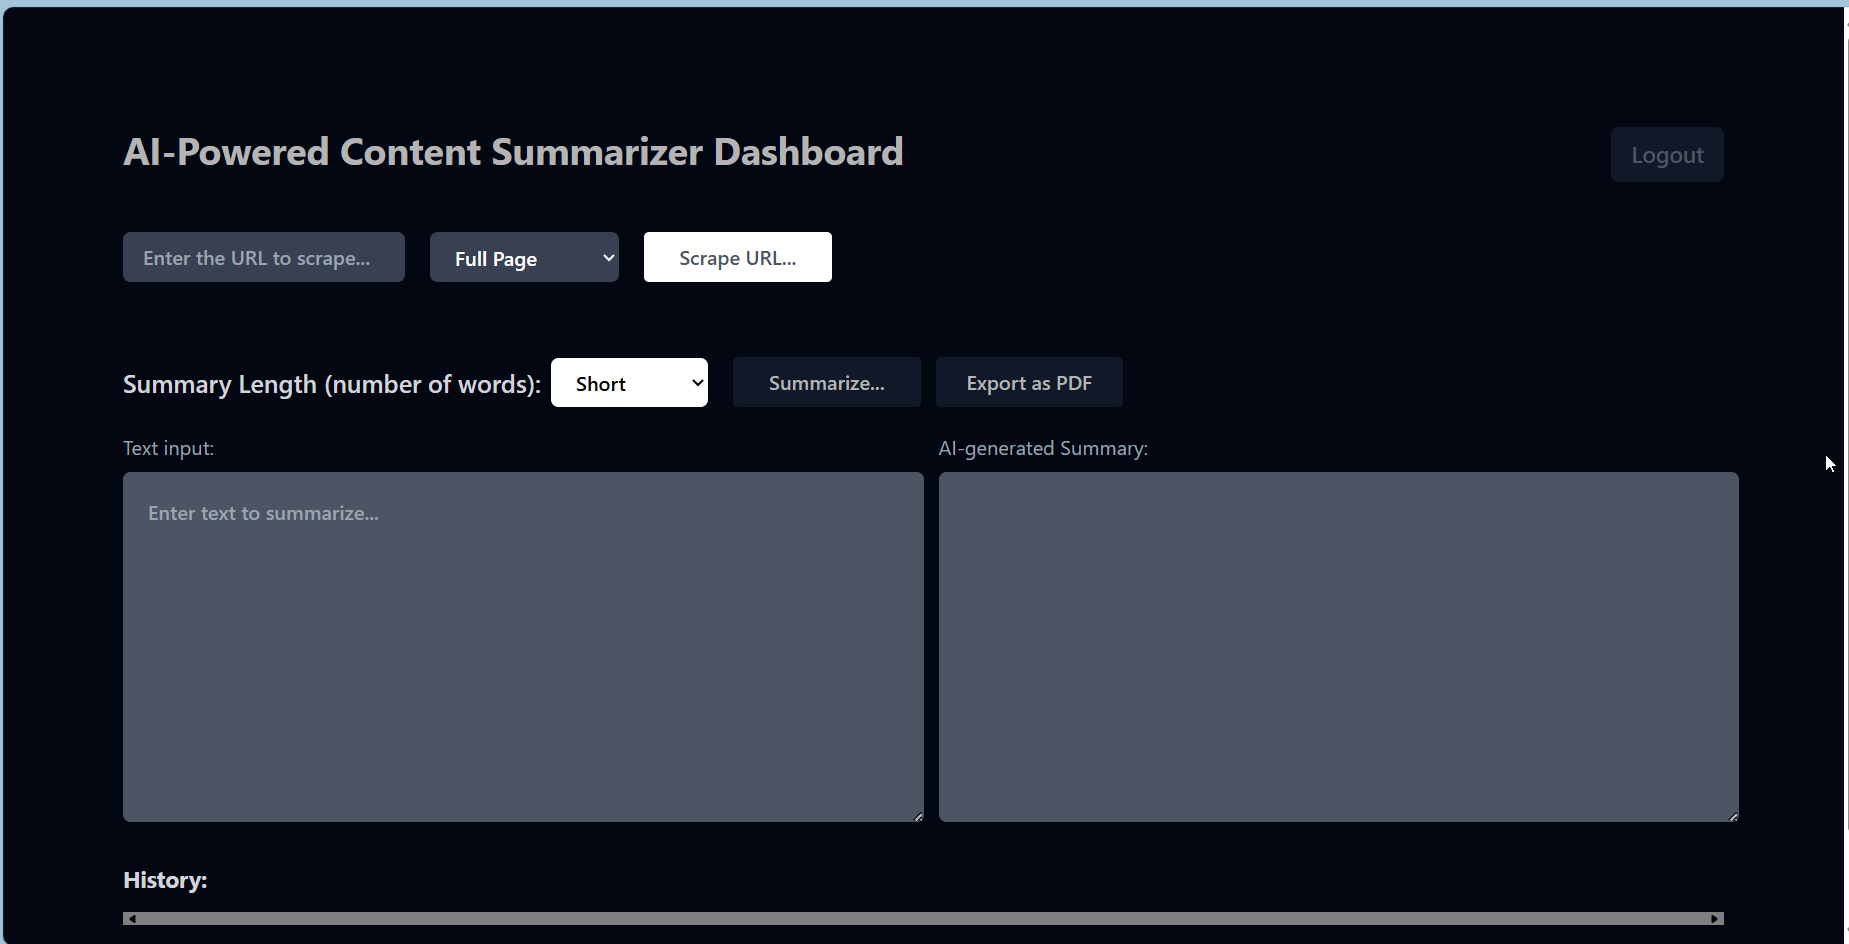 AI-Powered Content Summarizer Dashboard
Logout
Enter the URL to scrape...
Full Page
Scrape URL...
Summary Length (number of words):
Short
Summarize...
Export as PDF
Text input:
AI-generated Summary:
Enter text to summarize...
History: